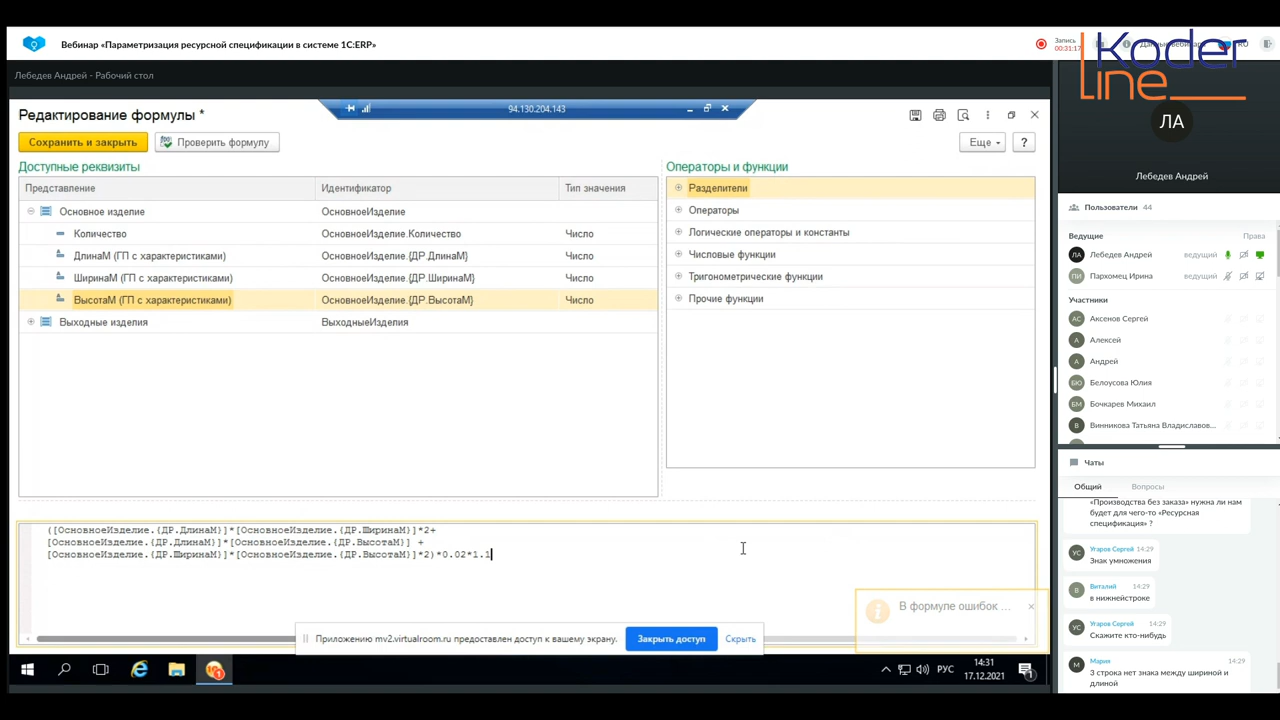 Вебинар «Параметризация ресурсной спецификации в системе 1С:ERP»
Запись
00:31:17
RU
Koder
line
Лебедев Андрей - Рабочий стол
94.130.204.143
Редактирование формулы *
Сохранить и закрыть
Проверить формулу
Еще
?
Доступные реквизиты
Представление Идентификатор Тип значения
Основное изделие ОсновноеИзделие
Количество ОсновноеИзделие.Количество Число
ДлинаМ (ГП с характеристиками) ОсновноеИзделие.{ДР.ДлинаМ} Число
ШиринаМ (ГП с характеристиками) ОсновноеИзделие.{ДР.ШиринаМ} Число
ВысотаМ (ГП с характеристиками) ОсновноеИзделие.{ДР.ВысотаМ} Число
Выходные изделия ВыходныеИзделия
Операторы и функции
Разделители
Операторы
Логические операторы и константы
Числовые функции
Тригонометрические функции
Прочие функции
([ОсновноеИзделие.{ДР.ДлинаМ}]*[ОсновноеИзделие.{ДР.ШиринаМ}]*2+
[ОсновноеИзделие.{ДР.ДлинаМ}]*[ОсновноеИзделие.{ДР.ВысотаМ}] +
[ОсновноеИзделие.{ДР.ШиринаМ}]*[ОсновноеИзделие.{ДР.ВысотаМ}]*2)*0.02*1.1
В формуле ошибок ...
Приложению mv2.virtualroom.ru предоставлен доступ к вашему экрану.
Закрыть доступ
Скрыть
РУС
14:31
17.12.2021
1
ЛА
Лебедев Андрей
Пользователи 44
Ведущие Права
ЛА Лебедев Андрей ведущий
ПИ Пархомец Ирина ведущий
Участники
АС Аксенов Сергей
А Алексей
А Андрей
БЮ Белоусова Юлия
БМ Бочкарев Михаил
В Винникова Татьяна Владиславов...
Чаты
Общий Вопросы
«Производства без заказа» нужна ли нам
будет для чего-то «Ресурсная
спецификация» ?
УС Угаров Сергей 14:29
Знак умножения
В Виталий 14:29
в нижнейстроке
УС Угаров Сергей 14:29
Скажите кто-нибудь
М Мария 14:29
3 строка нет знака между шириной и
длиной